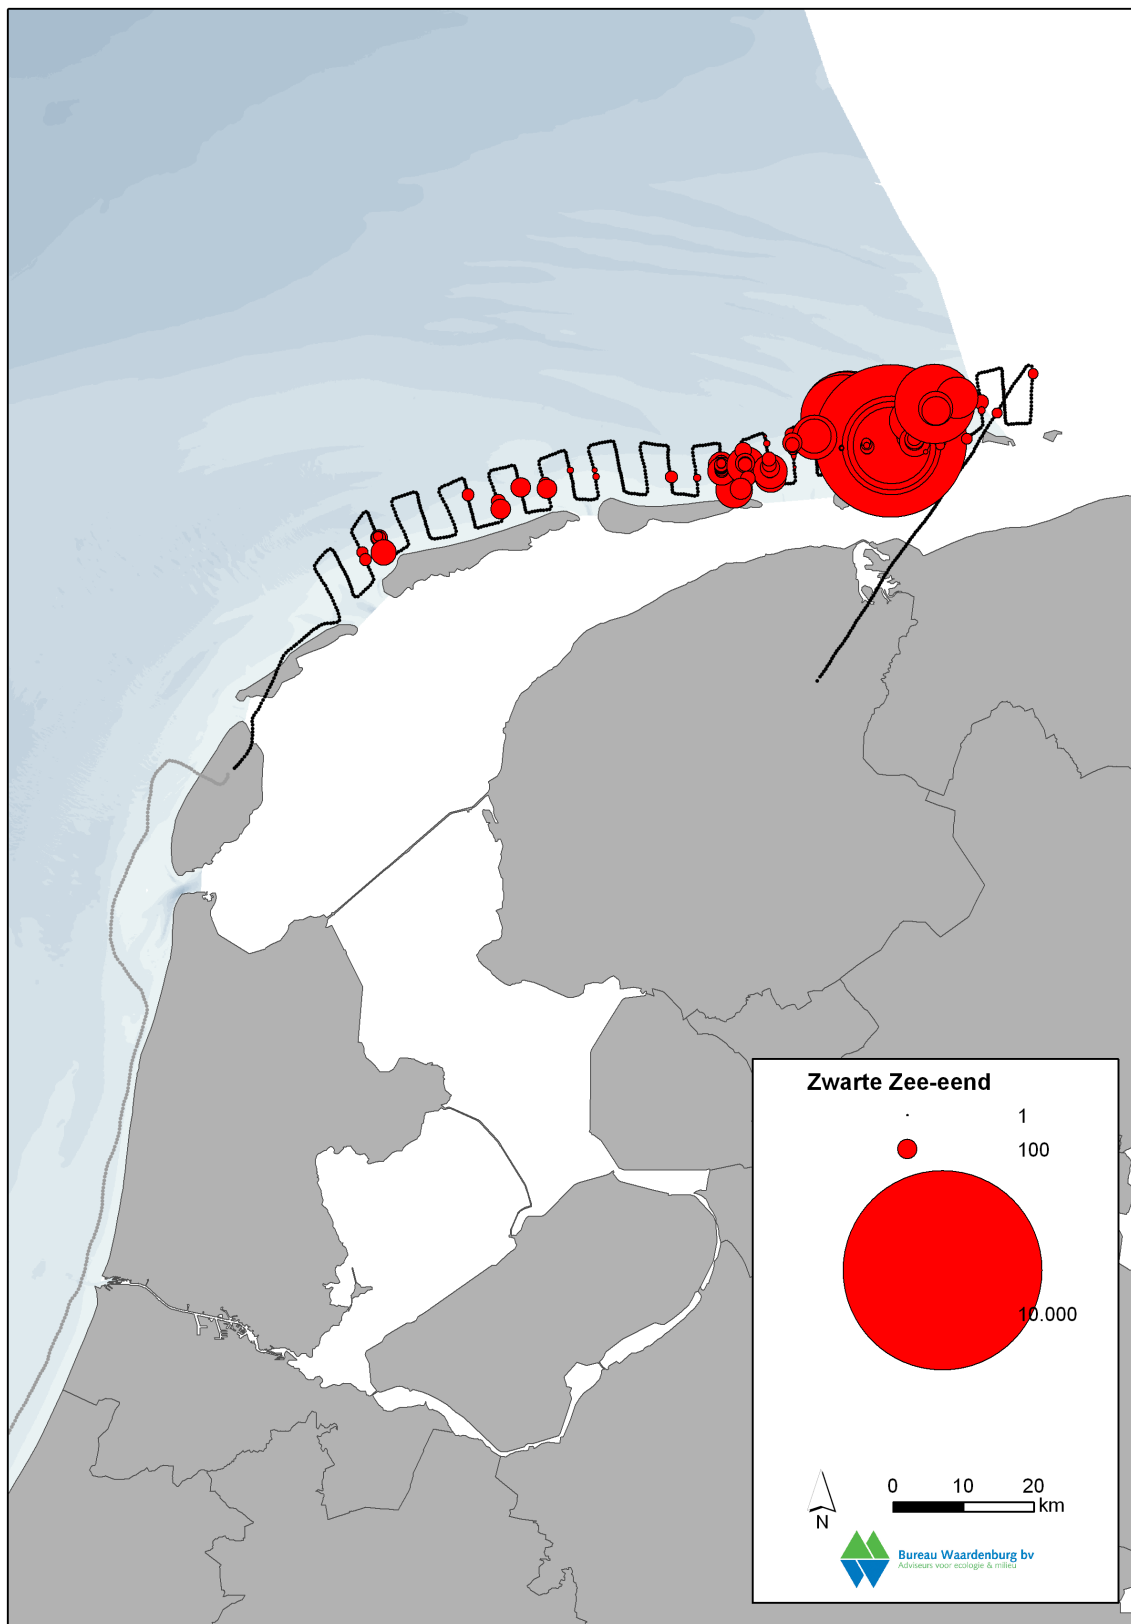 Zwarte Zee-eend
1
100
10.000
0 10 20
km
N
Bureau Waardenburg bv
Adviseurs voor ecologie & milieu